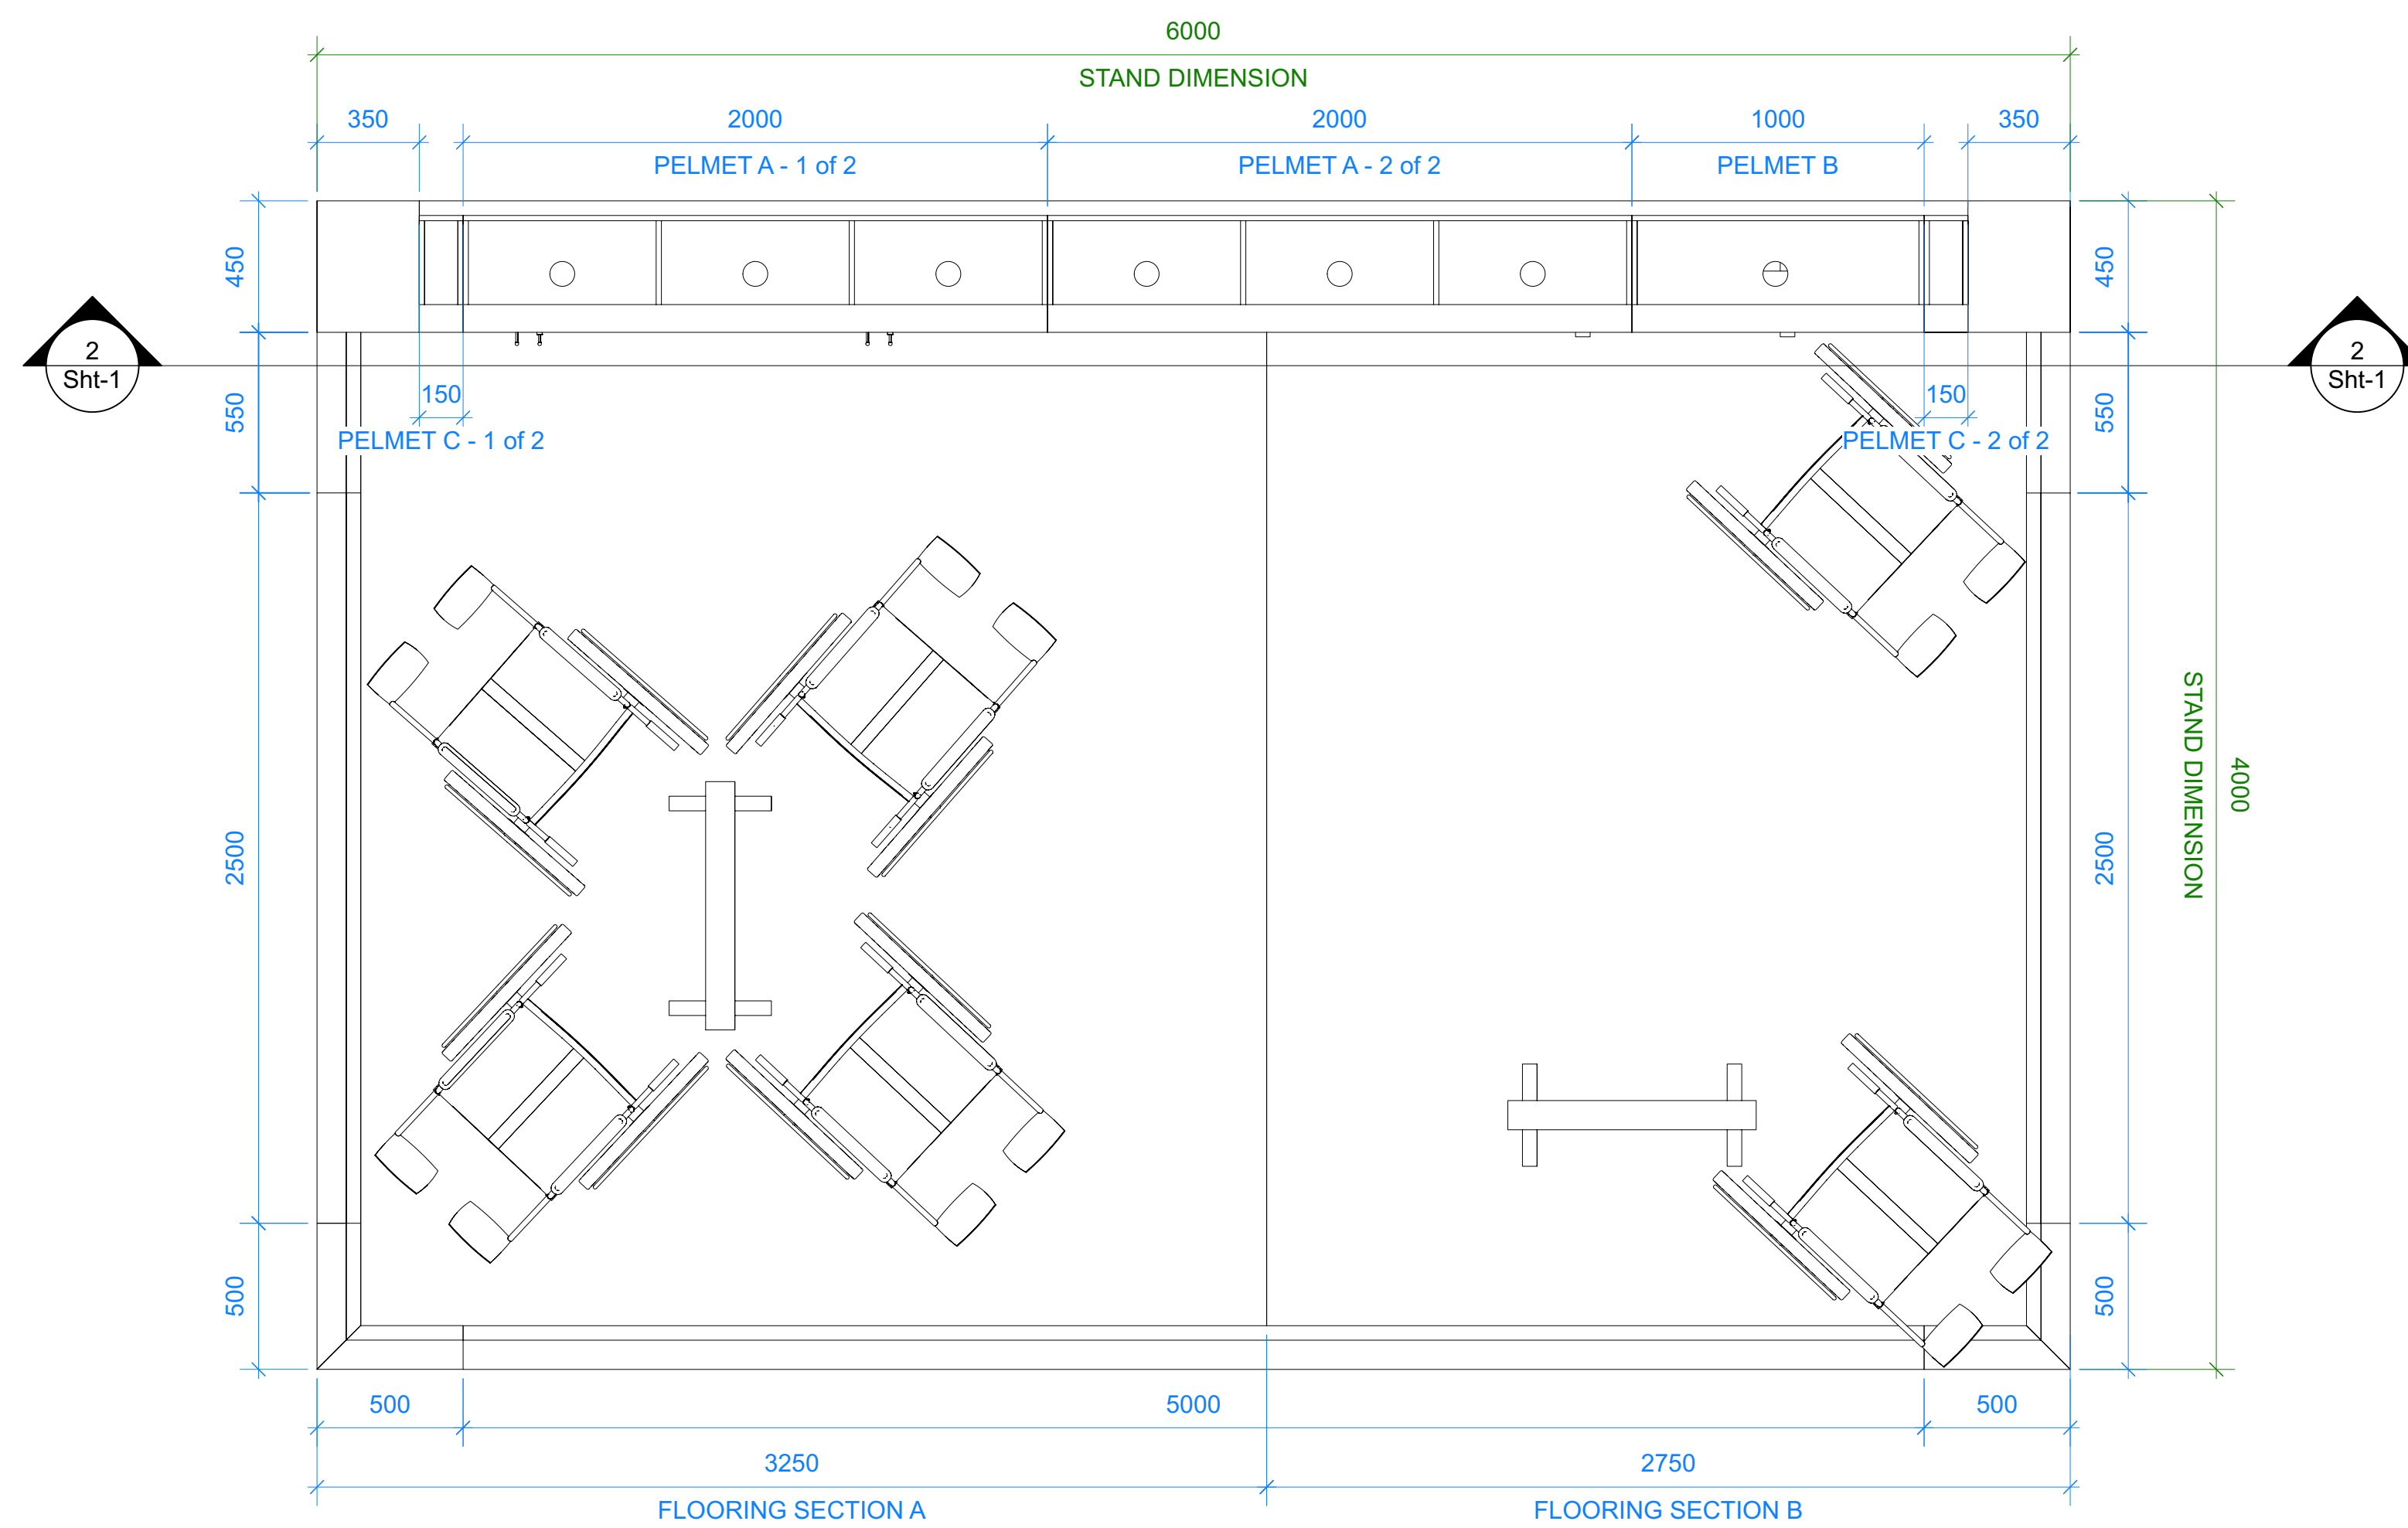 6000
STAND DIMENSION
350
2000
2000
1000
350
PELMET A - 1 of 2
PELMET A - 2 of 2
PELMET B
450
450
2
Sht-1
2
Sht-1
150
150
550
550
PELMET C - 1 of 2
PELMET C - 2 of 2
STAND DIMENSION
4000
2500
2500
500
500
500
5000
500
3250
2750
FLOORING SECTION A
FLOORING SECTION B